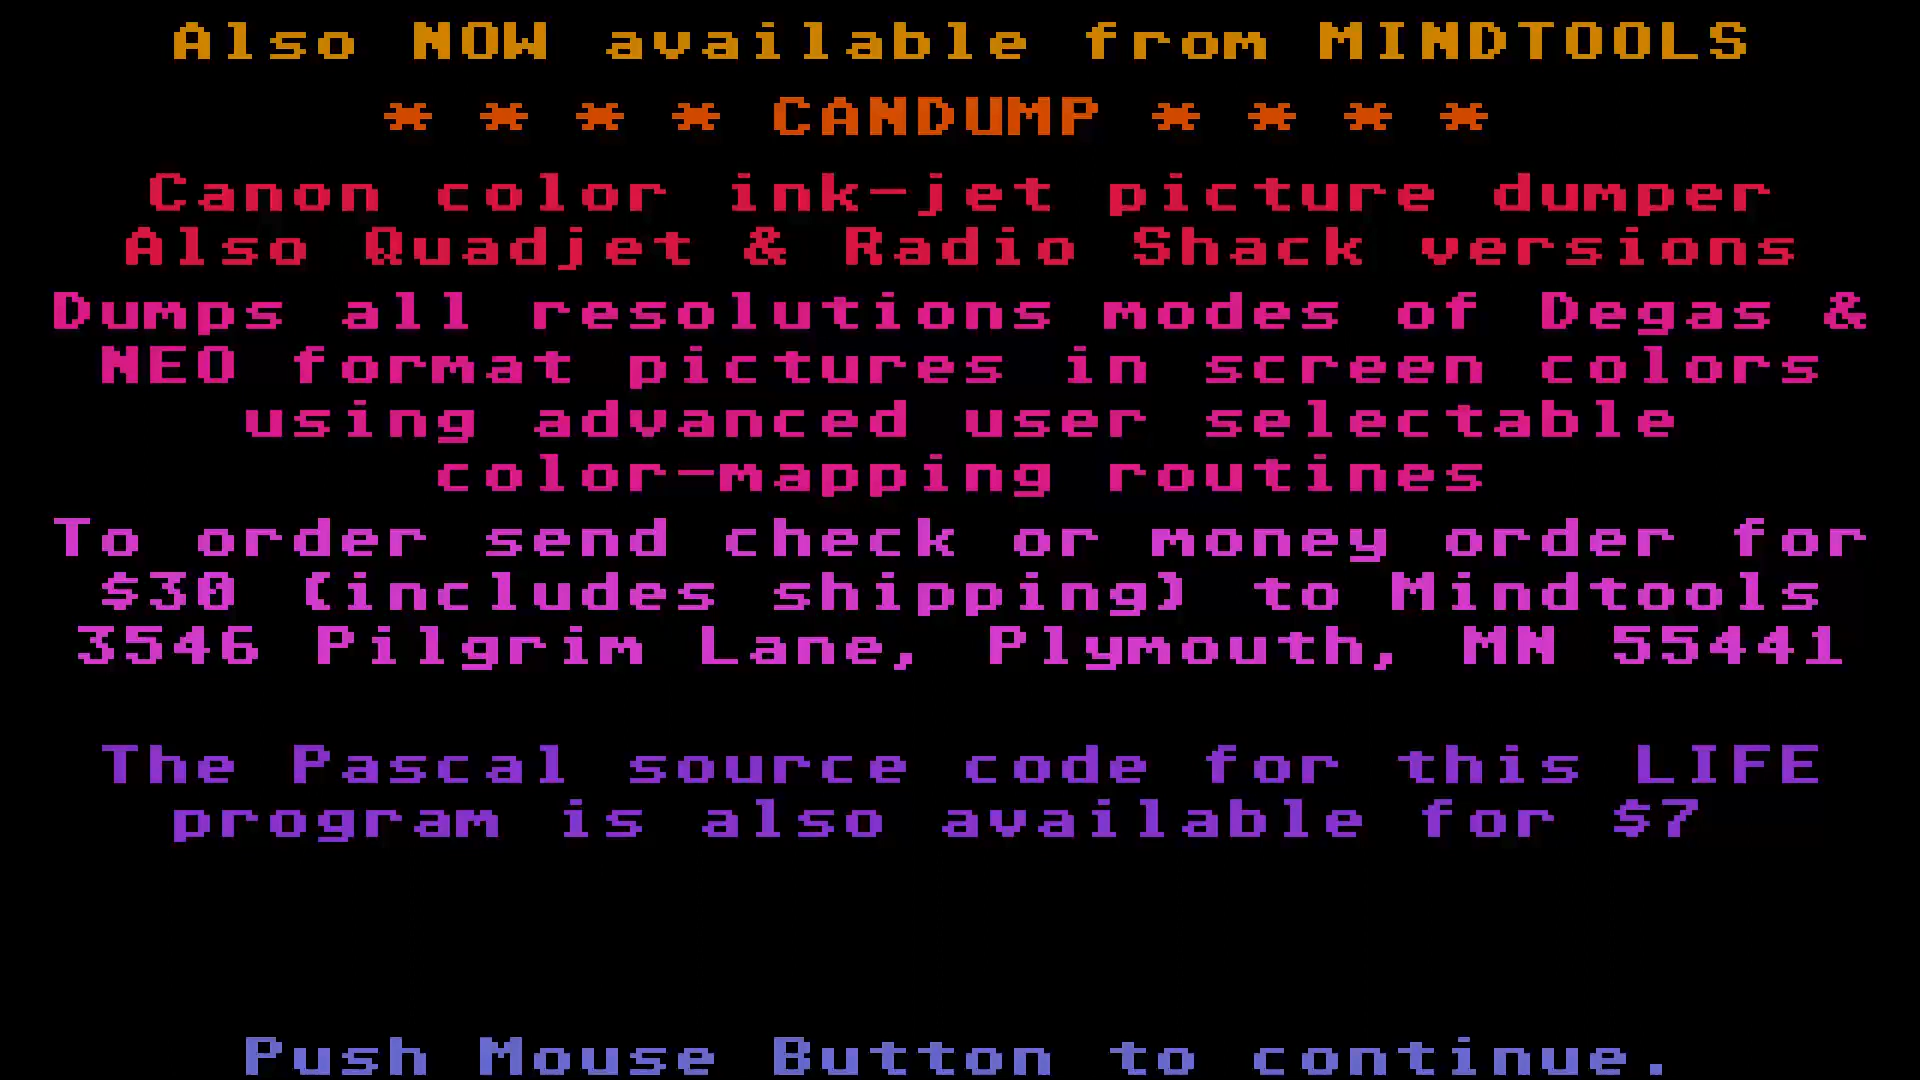 Also NOW available from MINDTOOLS
* * * * CANDUMP * * * *
Canon color ink-jet picture dumper
Also Quadjet & Radio Shack versions
Dumps all resolutions modes of Degas &
NEO format pictures in screen colors
using advanced user selectable
color-mapping routines
To order send check or money order for
$30 (includes shipping) to Mindtools
3546 Pilgrim Lane, Plymouth, MN 55441
The Pascal source code for this LIFE
program is also available for $7
Push Mouse Button to continue.